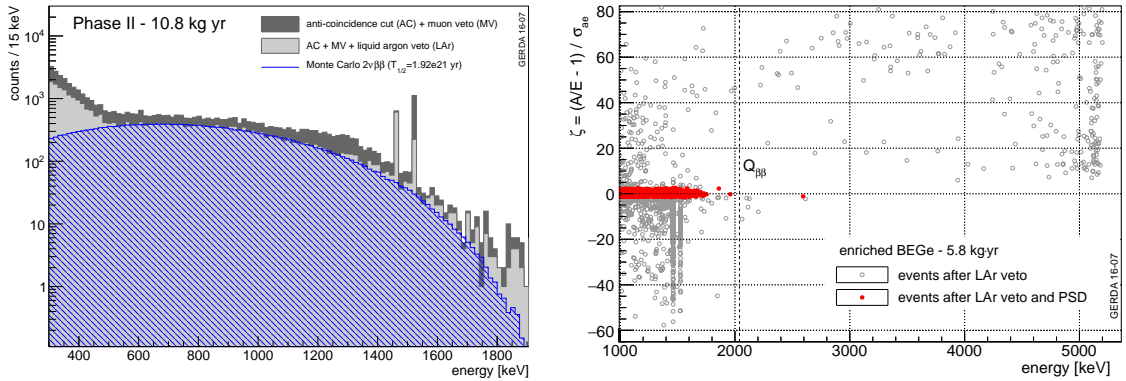 Phase II - 10.8 kg yr
anti-coincidence cut (AC) + muon veto (MV)
AC + MV + liquid argon veto (LAr)
Monte Carlo 2νββ (T1/2=1.92e21 yr)
GERDA 16-07
counts / 15 keV
10^4
10^3
10^2
10
1
400 600 800 1000 1200 1400 1600 1800
energy [keV]
ζ = (A/E - 1) / σae
80
60
40
20
0
−20
−40
−60
Qββ
enriched BEGe - 5.8 kg·yr
events after LAr veto
events after LAr veto and PSD
GERDA 16-07
1000 2000 3000 4000 5000
energy [keV]